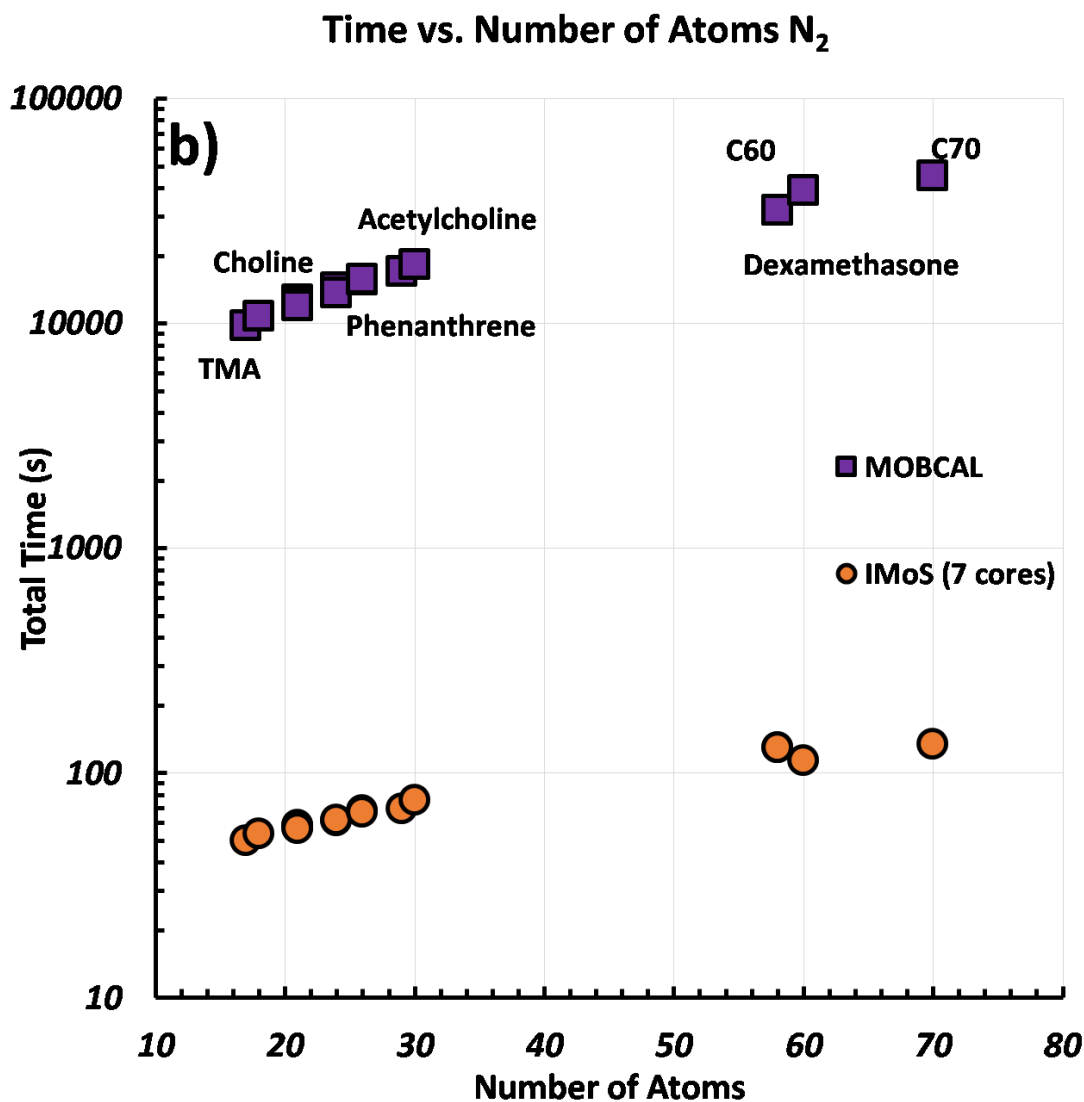 Time vs. Number of Atoms N₂
100000
b)
C60
C70
Acetylcholine
Choline
Dexamethasone
10000
Phenanthrene
TMA
MOBCAL
Total Time (s)
1000
IMoS (7 cores)
100
10
10 20 30 40 50 60 70 80
Number of Atoms